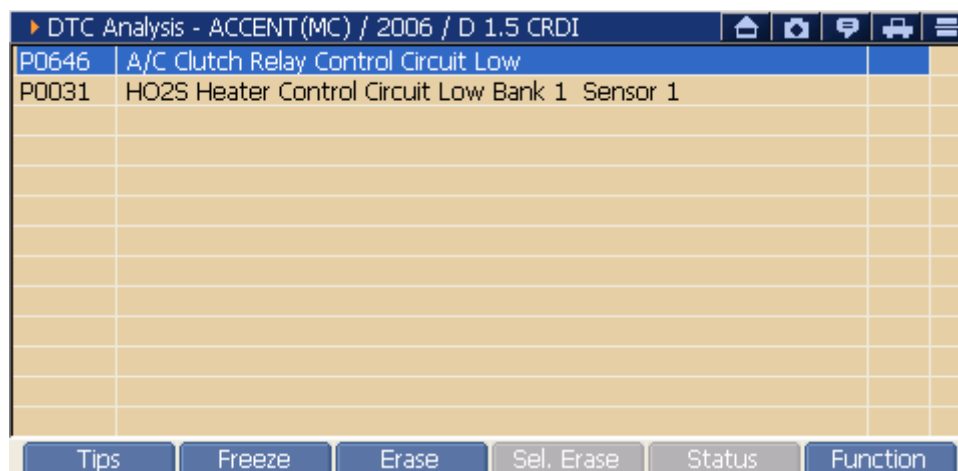 DTC Analysis - ACCENT(MC) / 2006 / D 1.5 CRDI
P0646 A/C Clutch Relay Control Circuit Low
P0031 HO2S Heater Control Circuit Low Bank 1 Sensor 1
Tips Freeze Erase Sel. Erase Status Function